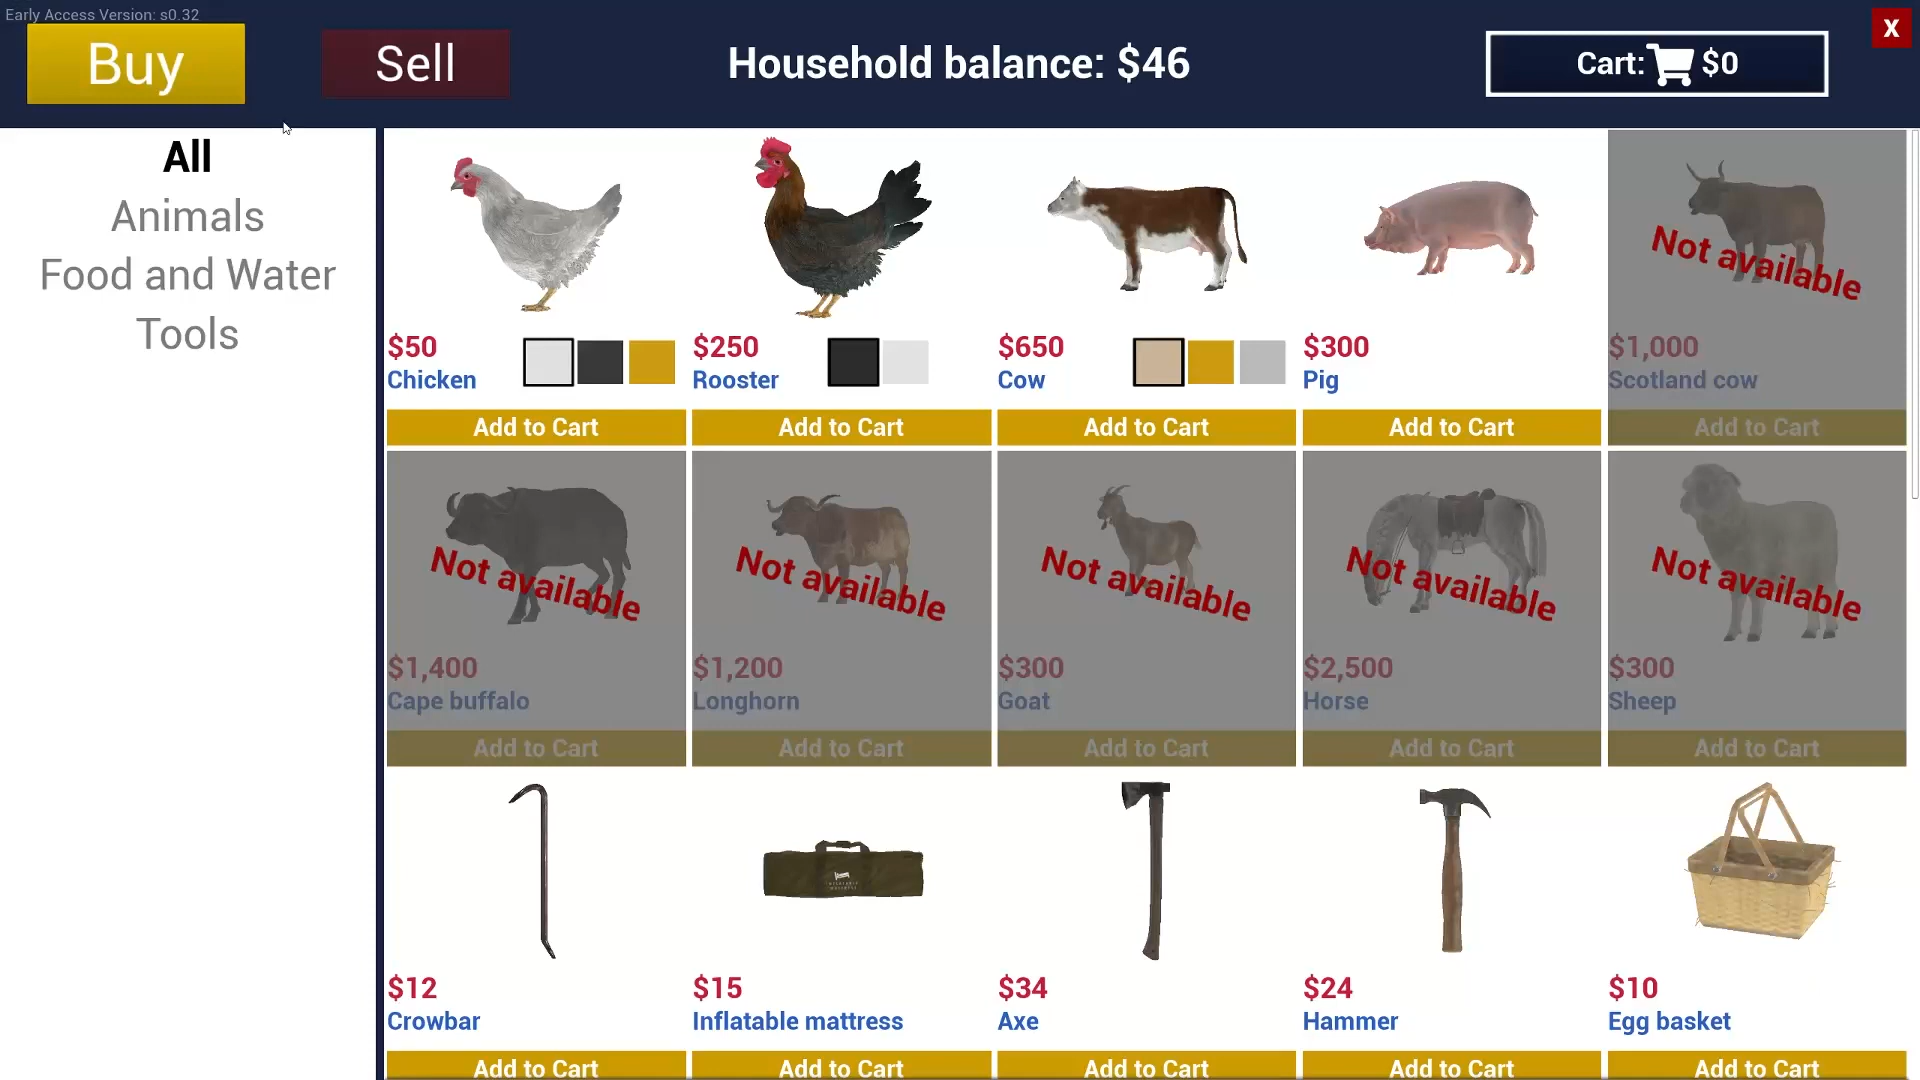 Early Access Version: s0.32
Buy
Sell
Household balance: $46
Cart: $0
X
All
Animals
Food and Water
Tools
$50
Chicken
Add to Cart
$250
Rooster
Add to Cart
$650
Cow
Add to Cart
$300
Pig
Add to Cart
Not available
$1,000
Scotland cow
Add to Cart
Not available
$1,400
Cape buffalo
Add to Cart
Not available
$1,200
Longhorn
Add to Cart
Not available
$300
Goat
Add to Cart
Not available
$2,500
Horse
Add to Cart
Not available
$300
Sheep
Add to Cart
$12
Crowbar
Add to Cart
$15
Inflatable mattress
Add to Cart
$34
Axe
Add to Cart
$24
Hammer
Add to Cart
$10
Egg basket
Add to Cart